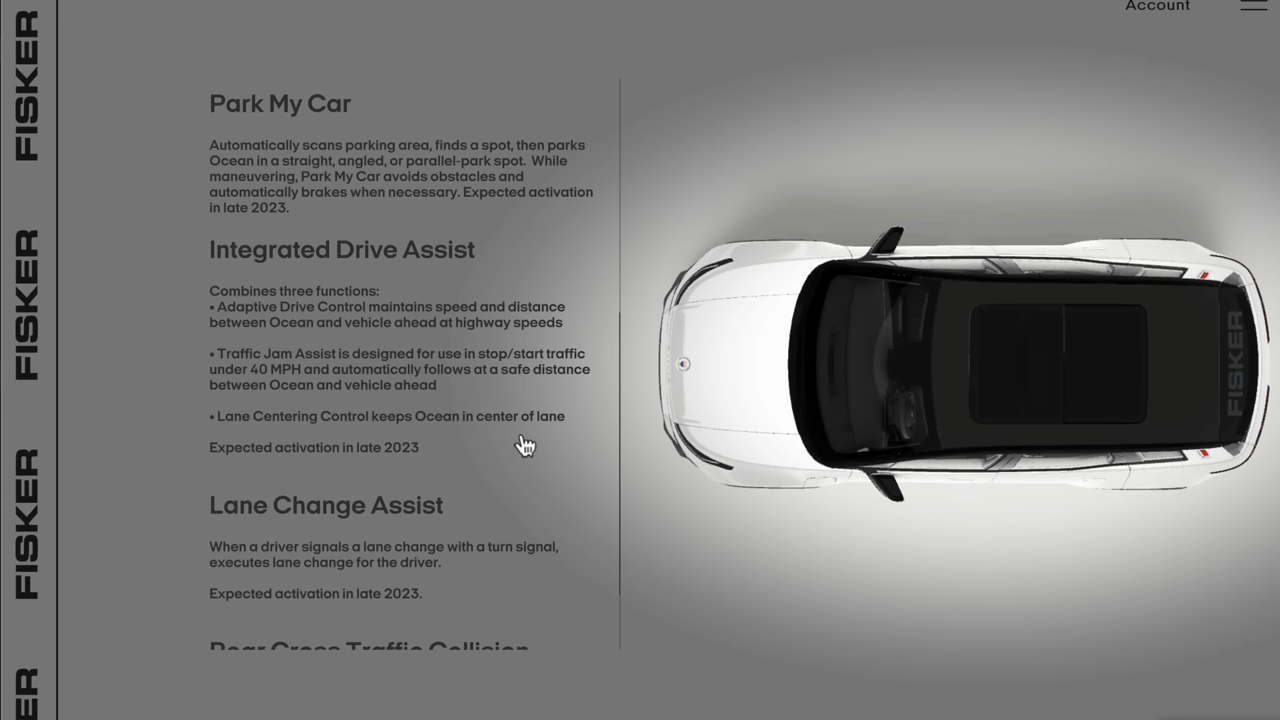 Account
FISKER
FISKER
FISKER
ER
Park My Car
Automatically scans parking area, finds a spot, then parks
Ocean in a straight, angled, or parallel-park spot.  While
maneuvering, Park My Car avoids obstacles and
automatically brakes when necessary. Expected activation
in late 2023.
Integrated Drive Assist
Combines three functions:
• Adaptive Drive Control maintains speed and distance
between Ocean and vehicle ahead at highway speeds
• Traffic Jam Assist is designed for use in stop/start traffic
under 40 MPH and automatically follows at a safe distance
between Ocean and vehicle ahead
• Lane Centering Control keeps Ocean in center of lane
Expected activation in late 2023
Lane Change Assist
When a driver signals a lane change with a turn signal,
executes lane change for the driver.
Expected activation in late 2023.
Rear Cross Traffic Collision
FISKER